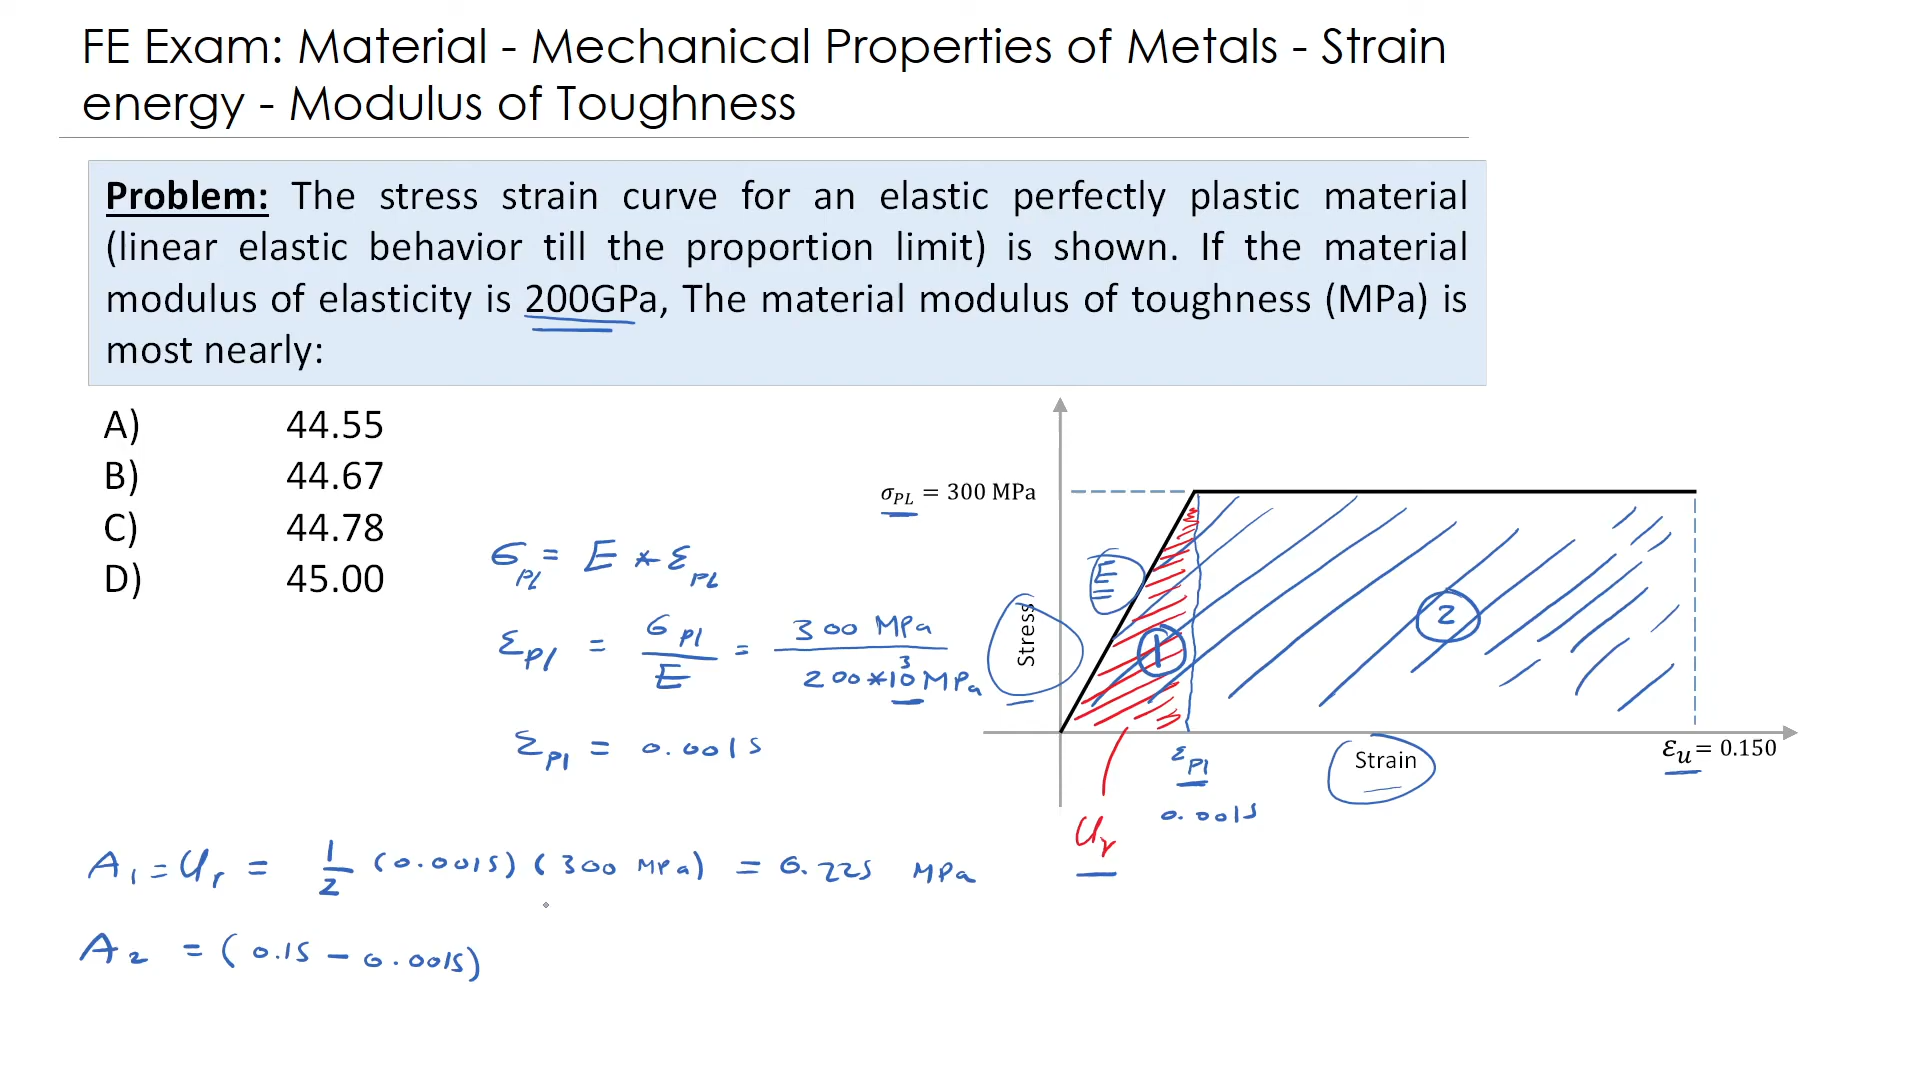 FE Exam: Material - Mechanical Properties of Metals - Strain
energy - Modulus of Toughness
Problem: The stress strain curve for an elastic perfectly plastic material
(linear elastic behavior till the proportion limit) is shown. If the material
modulus of elasticity is 200GPa, The material modulus of toughness (MPa) is
most nearly:
A) 44.55
B) 44.67
C) 44.78
D) 45.00
σPL = E * εPL
εPl = σPl / E = 300 MPa / 200*10³ MPa
εPl = 0.0015
σPL = 300 MPa
E
Stress
1
2
εPl
0.0015
Strain
εu = 0.150
Ur
A1 = Ur = 1/2 (0.0015) (300 MPa) = 0.225 MPa
A2 = (0.15 - 0.0015)